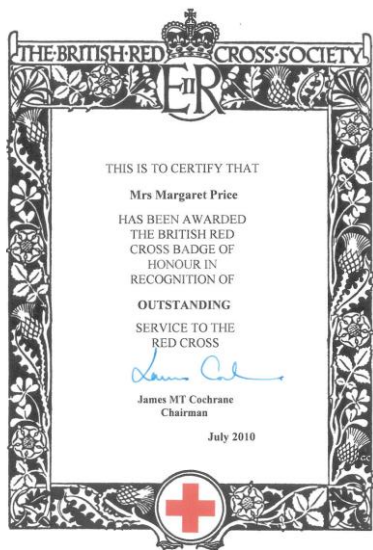 THE·BRITISH·RED CROSS·SOCIETY
EIIR
THIS IS TO CERTIFY THAT
Mrs Margaret Price
HAS BEEN AWARDED
THE BRITISH RED
CROSS BADGE OF
HONOUR IN
RECOGNITION OF
OUTSTANDING
SERVICE TO THE
RED CROSS
James MT Cochrane
Chairman
July 2010